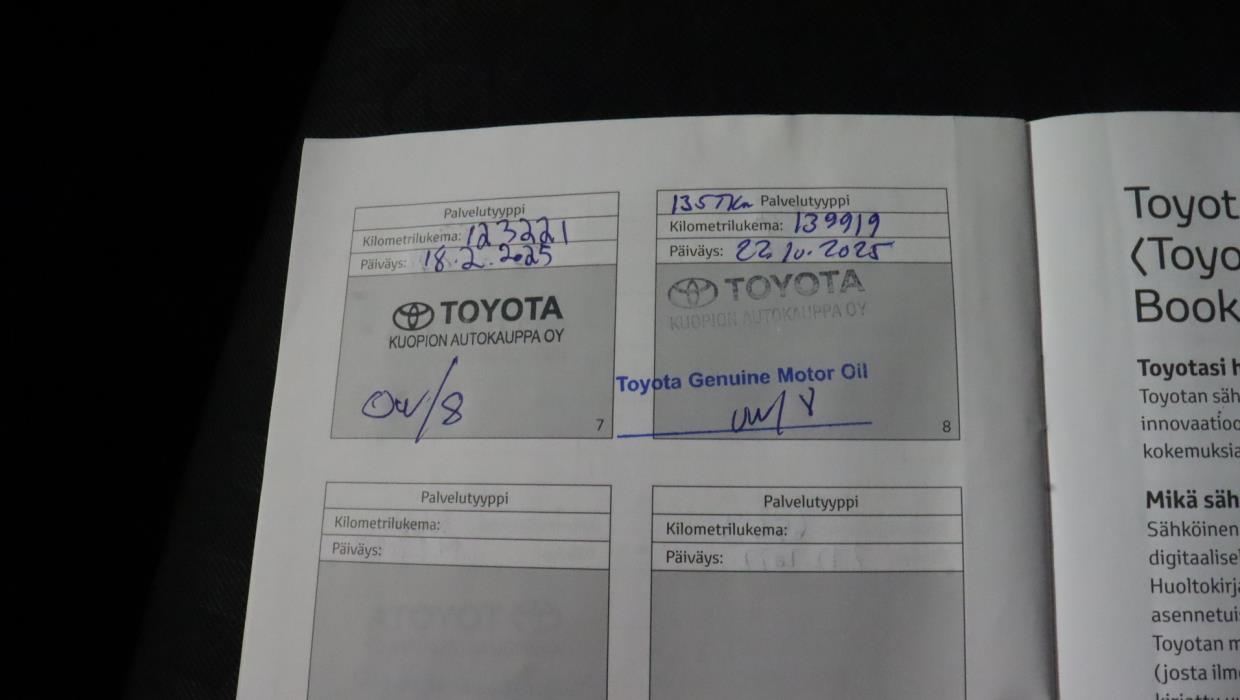 Palvelutyyppi
Kilometrilukema: 123221
Päiväys: 18.2.2025
TOYOTA
KUOPION AUTOKAUPPA OY
7
135TKm Palvelutyyppi
Kilometrilukema: 139919
Päiväys: 22.10.2025
TOYOTA
KUOPION AUTOKAUPPA OY
Toyota Genuine Motor Oil
8
Palvelutyyppi
Kilometrilukema:
Päiväys:
Palvelutyyppi
Kilometrilukema:
Päiväys:
Toyot
(Toyo
Book
Toyotasi h
Toyotan säh
innovaatioo
kokemuksia
Mikä säh
Sähköinen
digitaalise
Huoltokirja
asennetui
Toyotan m
(josta ilm